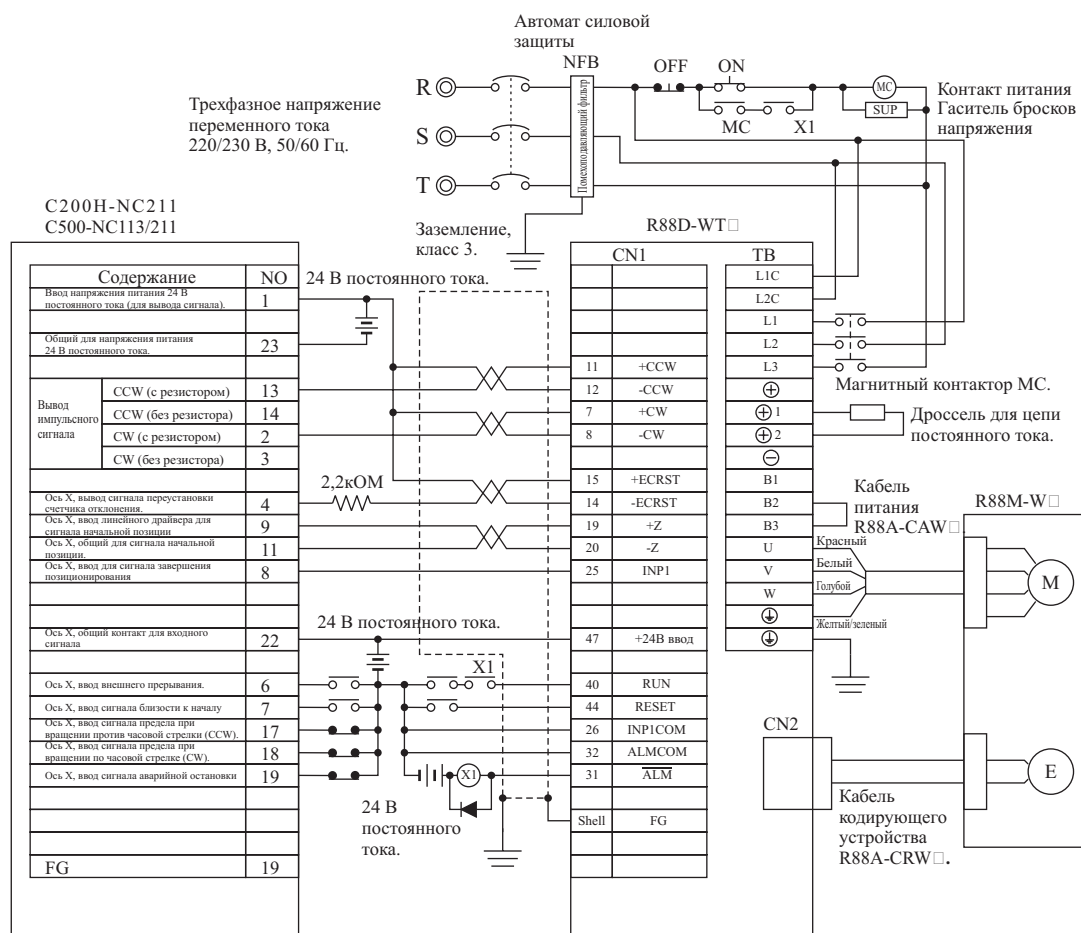 Автомат силовой
защиты
NFB
OFF
ON
R
S
T
Помехоподавляющий фильтр
MC
SUP
MC
X1
Контакт питания
Гаситель бросков
напряжения
Трехфазное напряжение
переменного тока
220/230 В, 50/60 Гц.
Заземление,
класс 3.
C200H-NC211
C500-NC113/211
R88D-WT□
Содержание
NO
Ввод напряжения питания 24 В
постоянного тока (для вывода сигнала).
1
Общий для напряжения питания
24 В постоянного тока.
23
Вывод
импульсного
сигнала
CCW (с резистором)
13
CCW (без резистора)
14
CW (с резистором)
2
CW (без резистора)
3
Ось X, вывод сигнала переустановки
счетчика отклонения.
4
Ось X, ввод линейного драйвера для
сигнала начальной позиции
9
Ось X, общий для сигнала начальной
позиции.
11
Ось X, ввод для сигнала завершения
позиционирования
8
Ось X, общий контакт для входного
сигнала
22
Ось X, ввод внешнего прерывания.
6
Ось X, ввод сигнала близости к началу
7
Ось X, ввод сигнала предела при
вращении против часовой стрелки (CCW).
17
Ось X, ввод сигнала предела при
вращении по часовой стрелке (CW).
18
Ось X, ввод сигнала аварийной остановки
19
FG
19
24 В постоянного тока.
2,2кОМ
24 В постоянного тока.
X1
X1
24 В
постоянного
тока.
CN1
11 +CCW
12 -CCW
7 +CW
8 -CW
15 +ECRST
14 -ECRST
19 +Z
20 -Z
25 INP1
47 +24В ввод
40 RUN
44 RESET
26 INP1COM
32 ALMCOM
31 ALM
Shell FG
TB
L1C
L2C
L1
L2
L3
⊕
⊕ 1
⊕ 2
⊖
B1
B2
B3
U
V
W
Магнитный контактор МС.
Дроссель для цепи
постоянного тока.
Кабель
питания
R88A-CAW□.
R88M-W□
Красный
Белый
Голубой
Желтый/зеленый
M
CN2
E
Кабель
кодирующего
устройства
R88A-CRW□.